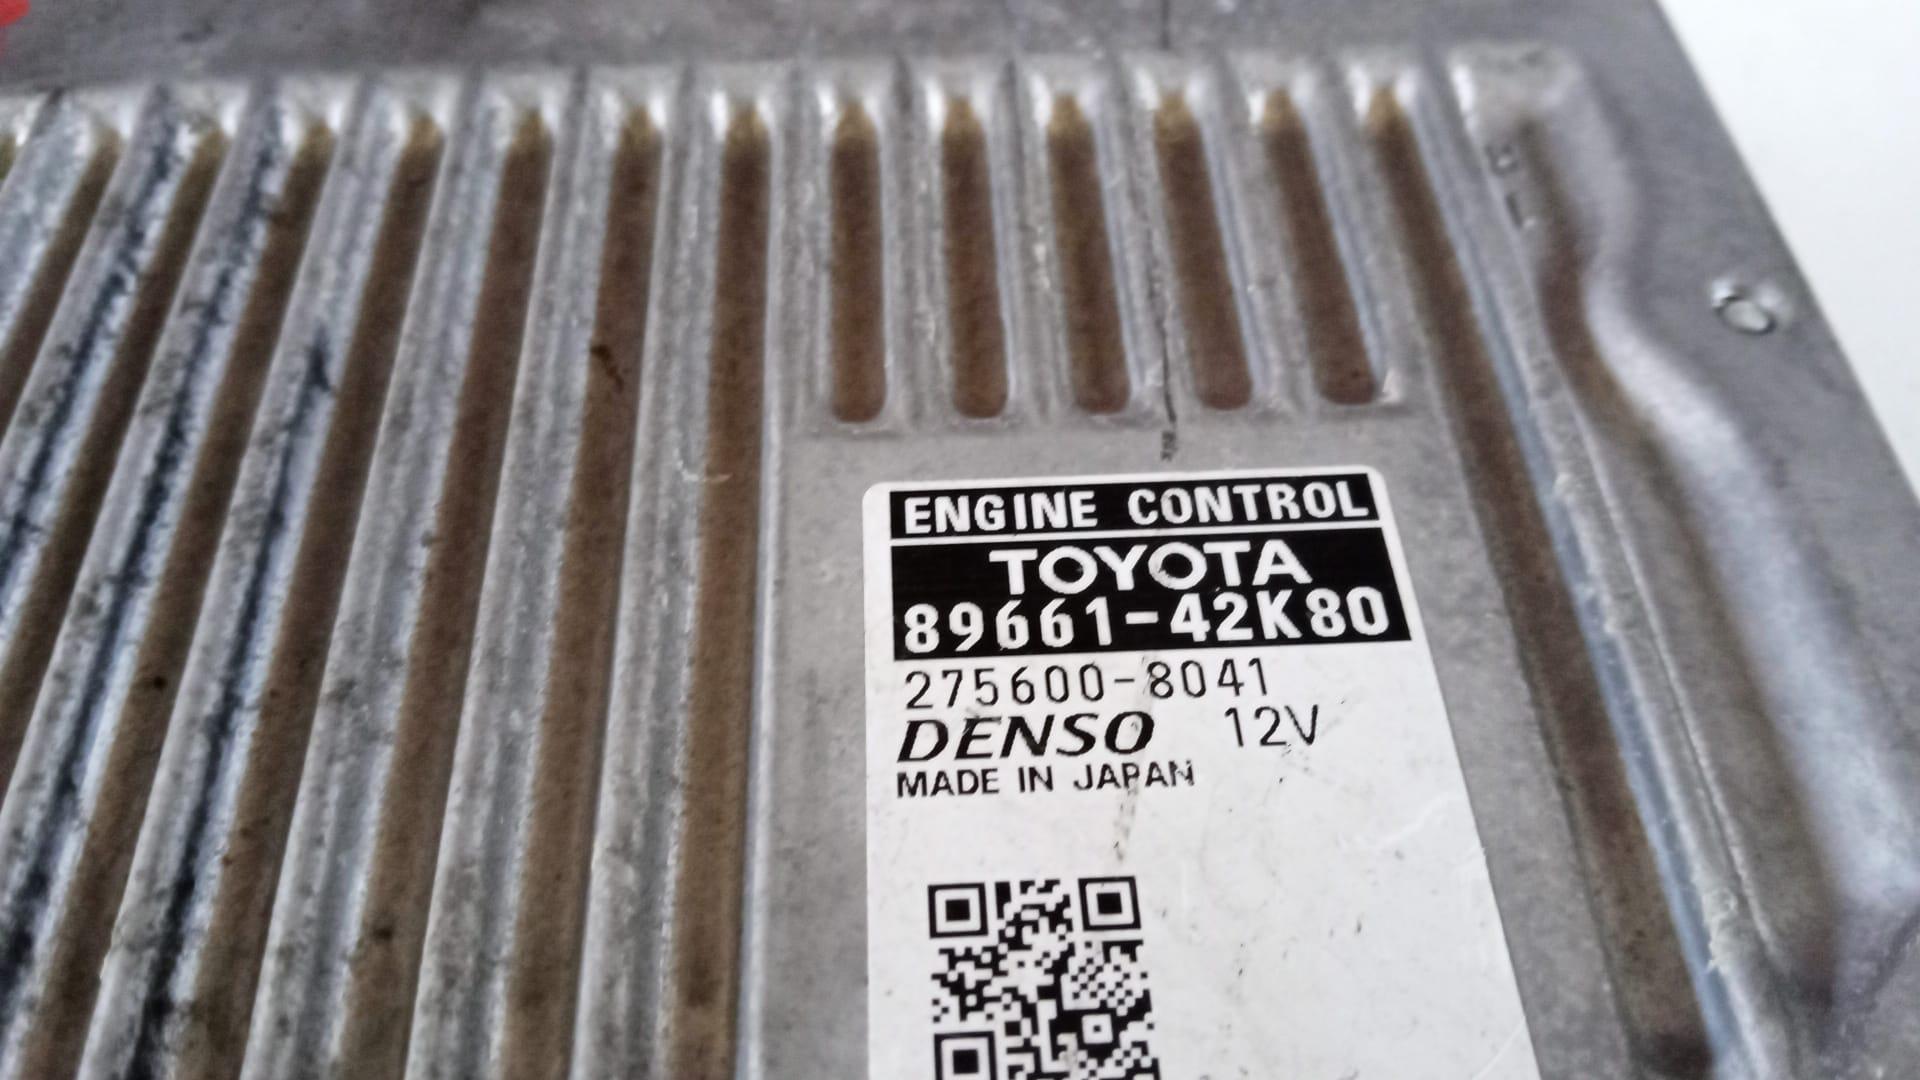 ENGINE CONTROL
TOYOTA
89661-42K80
275600-8041
DENSO 12V
MADE IN JAPAN